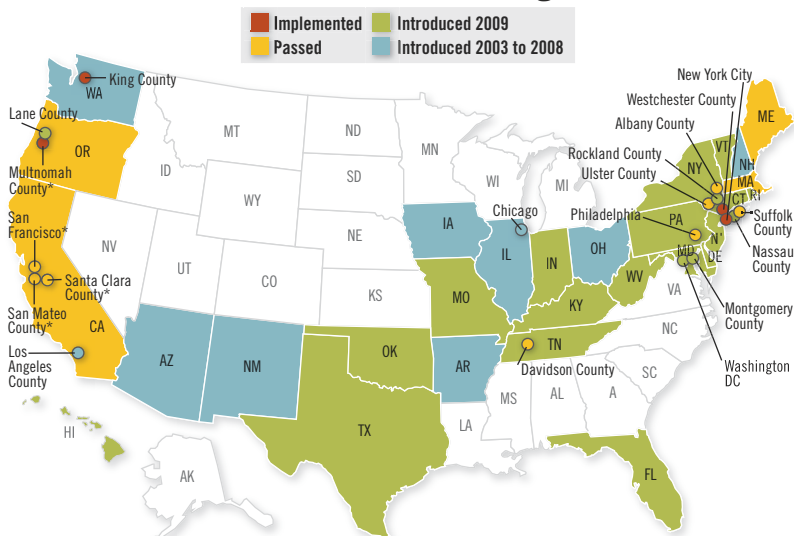 Implemented
Introduced 2009
Passed
Introduced 2003 to 2008
King County
WA
Lane County
OR
Multnomah
County*
San
Francisco*
Santa Clara
County*
San Mateo
County*
CA
Los
Angeles
County
MT
ID
WY
NV
UT
CO
AZ
NM
ND
SD
NE
KS
OK
TX
MN
IA
MO
AR
LA
WI
IL
Chicago
MI
IN
OH
KY
TN
Davidson County
MS
AL
A
FL
SC
NC
VA
WV
PA
Philadelphia
New York City
Westchester County
Albany County
Rockland County
Ulster County
NY
VT
NH
ME
MA
CT
RI
Suffolk
County
Nassau
County
N'
MD
DE
Montgomery
County
Washington
DC
HI
AK